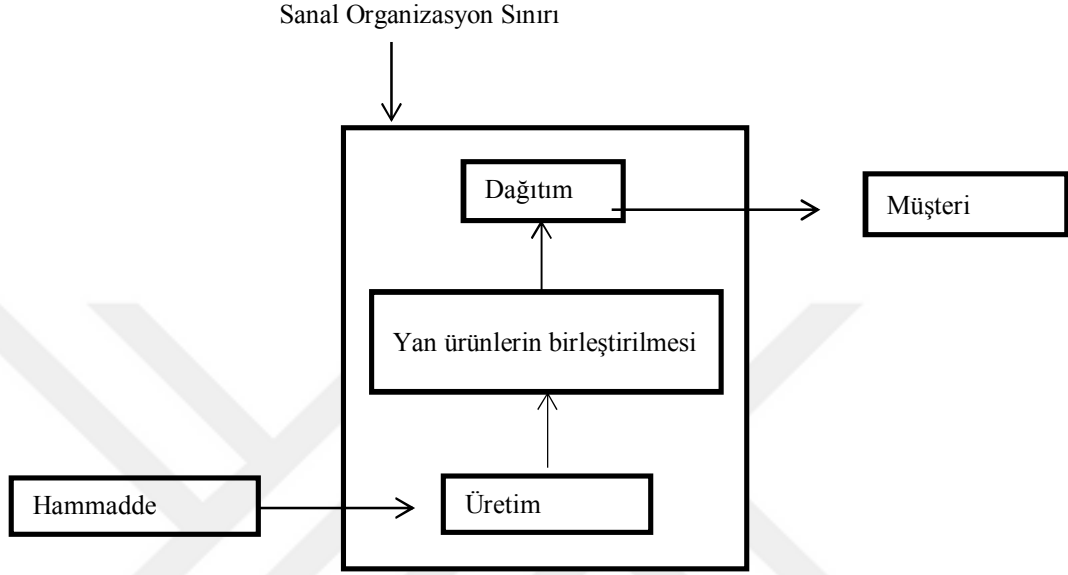 Sanal Organizasyon Sınırı
Dağıtım
Müşteri
Yan ürünlerin birleştirilmesi
Hammadde
Üretim